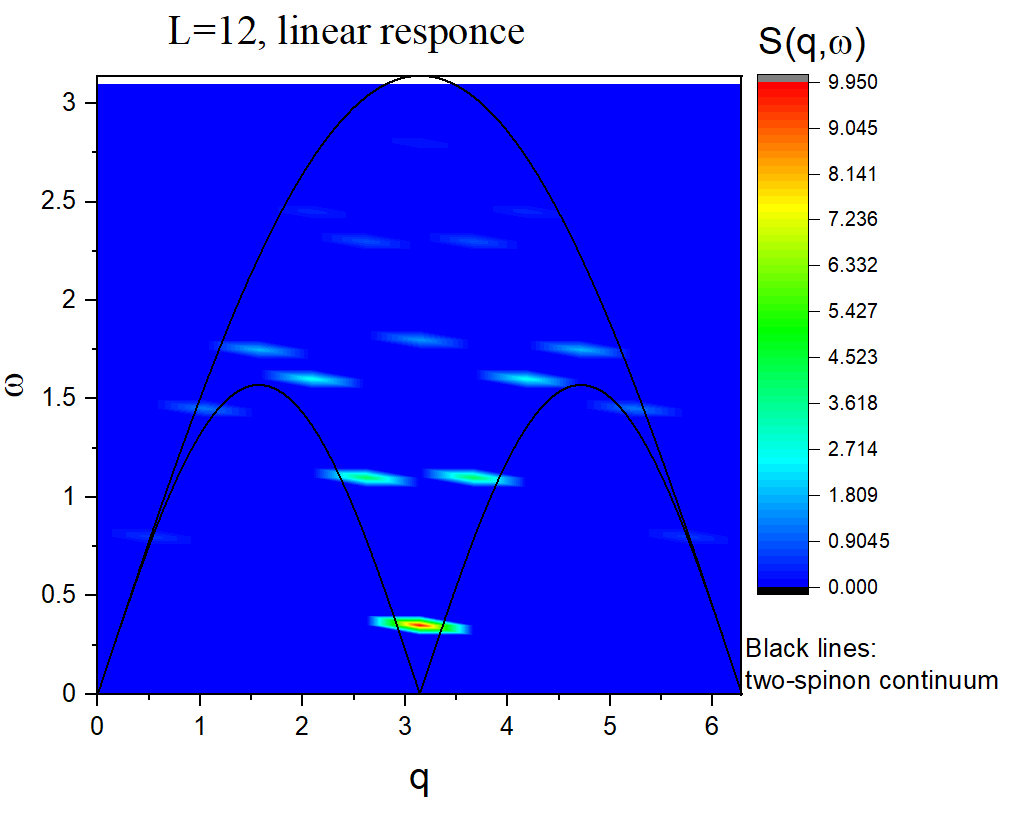 L=12, linear responce
S(q,ω)
3
2.5
2
1.5
1
0.5
0
ω
0 1 2 3 4 5 6
q
9.950
9.045
8.141
7.236
6.332
5.427
4.523
3.618
2.714
1.809
0.9045
0.000
Black lines:
two-spinon continuum